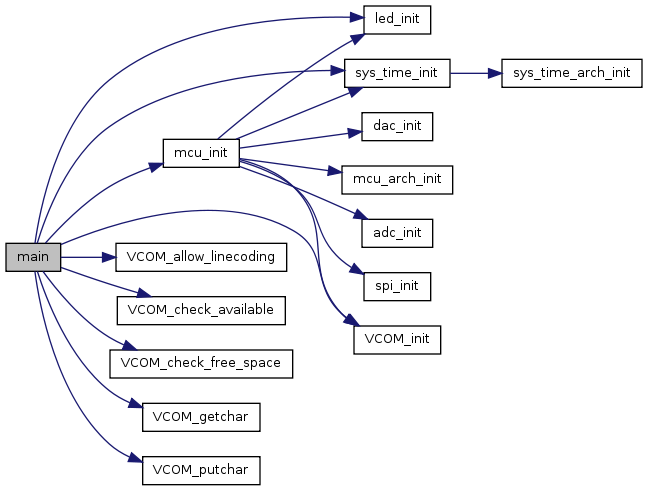 led_init
sys_time_init
sys_time_arch_init
dac_init
mcu_init
mcu_arch_init
adc_init
main
VCOM_allow_linecoding
spi_init
VCOM_check_available
VCOM_init
VCOM_check_free_space
VCOM_getchar
VCOM_putchar